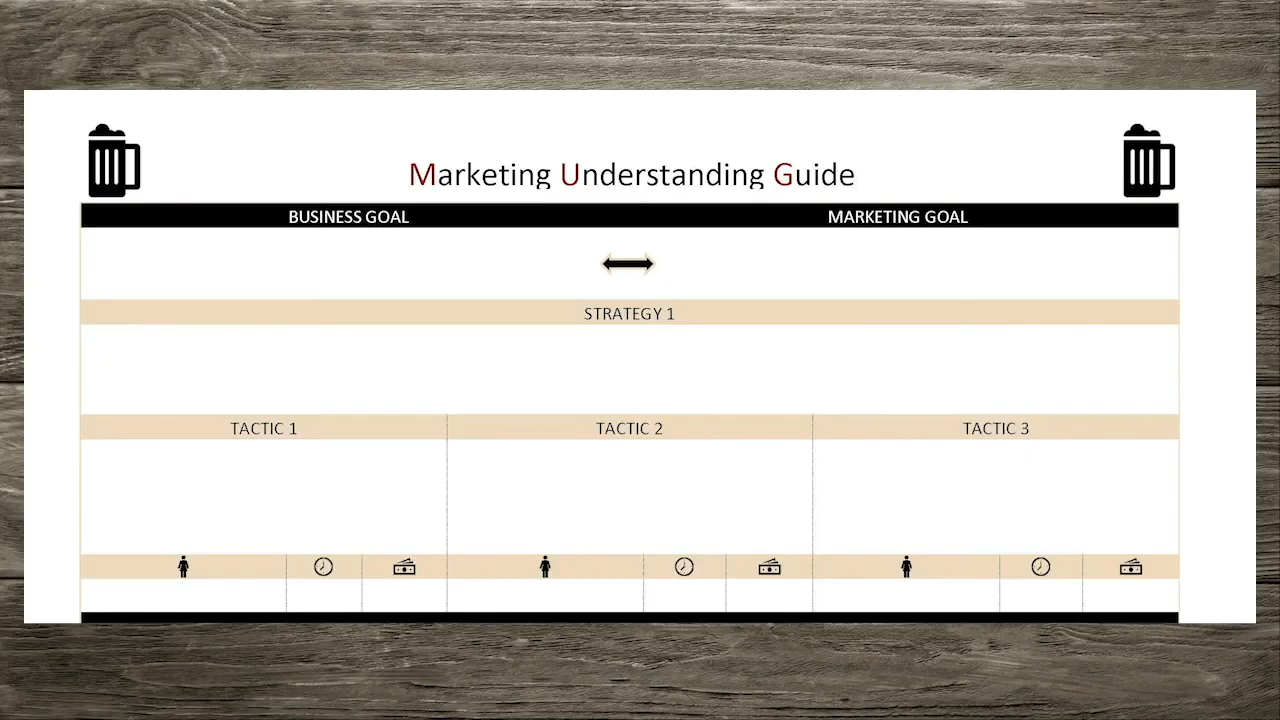 Marketing Understanding Guide
BUSINESS GOAL MARKETING GOAL
STRATEGY 1
TACTIC 1 TACTIC 2 TACTIC 3